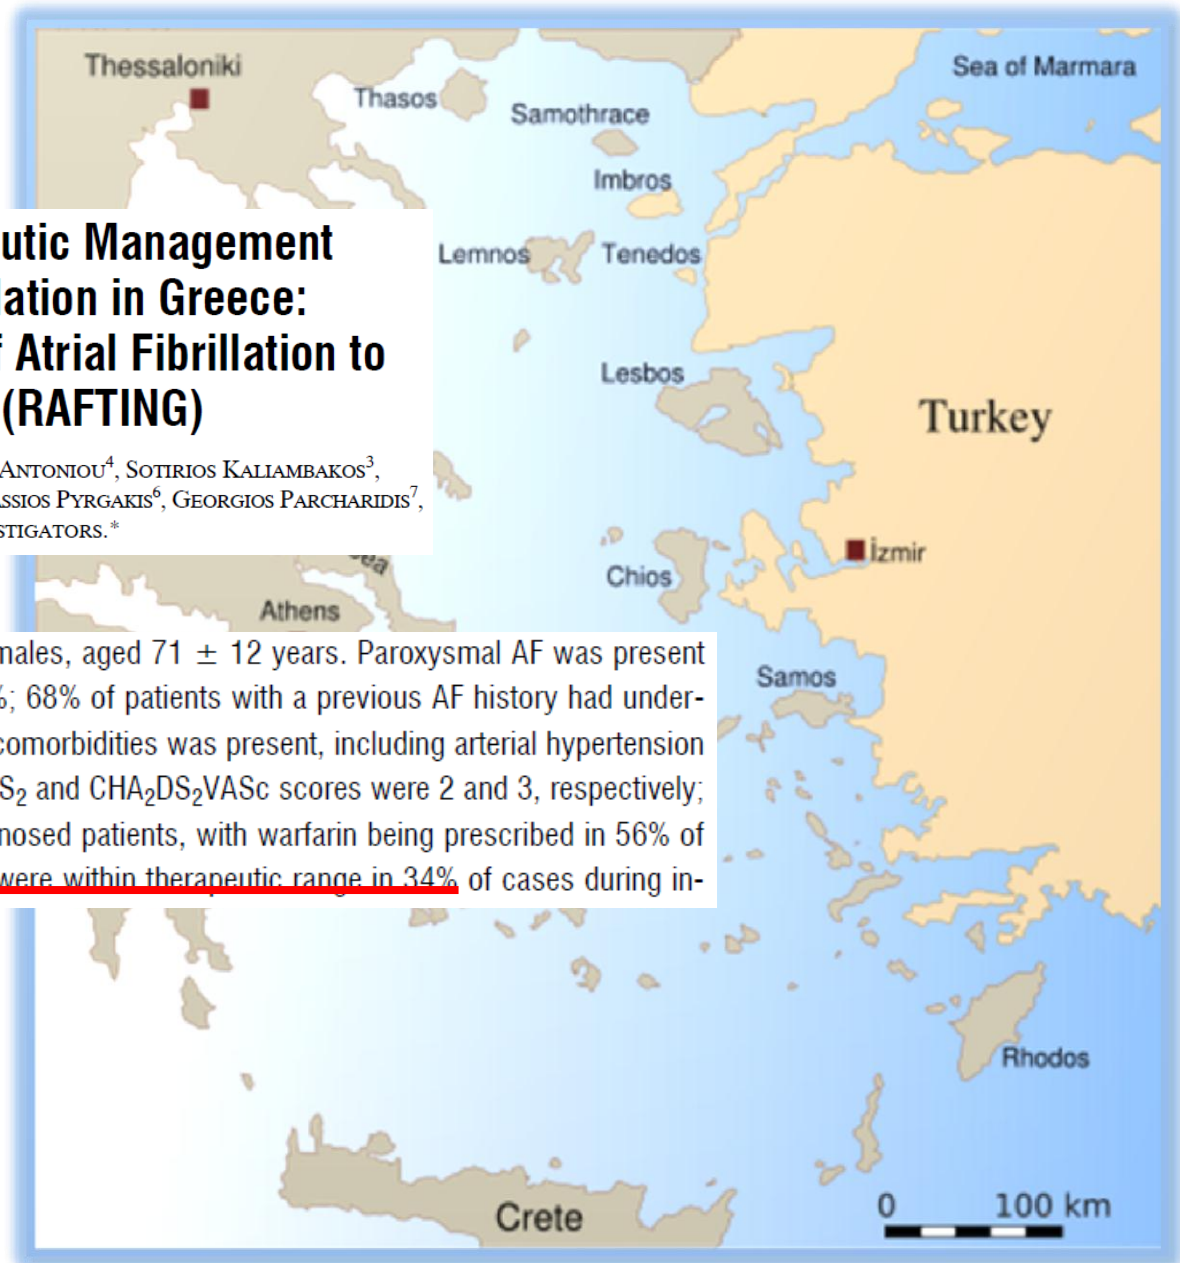 Thessaloniki
Sea of Marmara
Thasos
Samothrace
Imbros
utic Management
lation in Greece:
f Atrial Fibrillation to
(RAFTING)
ANTONIOU4, SOTIRIOS KALIAMBAKOS3,
ASSIOS PYRGAKIS6, GEORGIOS PARCHARIDIS7,
STIGATORS.*
Lemnos
Tenedos
Lesbos
Turkey
İzmir
Chios
Athens
males, aged 71 ± 12 years. Paroxysmal AF was present
%; 68% of patients with a previous AF history had under-
comorbidities was present, including arterial hypertension
S2 and CHA2DS2VASc scores were 2 and 3, respectively;
nosed patients, with warfarin being prescribed in 56% of
were within therapeutic range in 34% of cases during in-
Samos
Rhodos
Crete
0 100 km